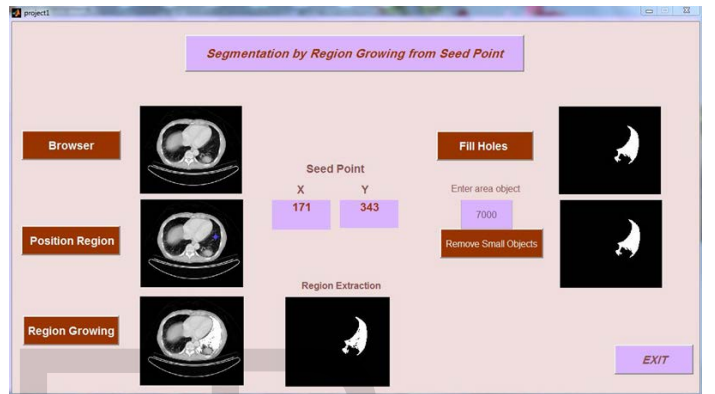 project1
Segmentation by Region Growing from Seed Point
Browser
Fill Holes
Seed Point
X
Y
171
343
Enter area object
7000
Position Region
Remove Small Objects
Region Extraction
Region Growing
EXIT